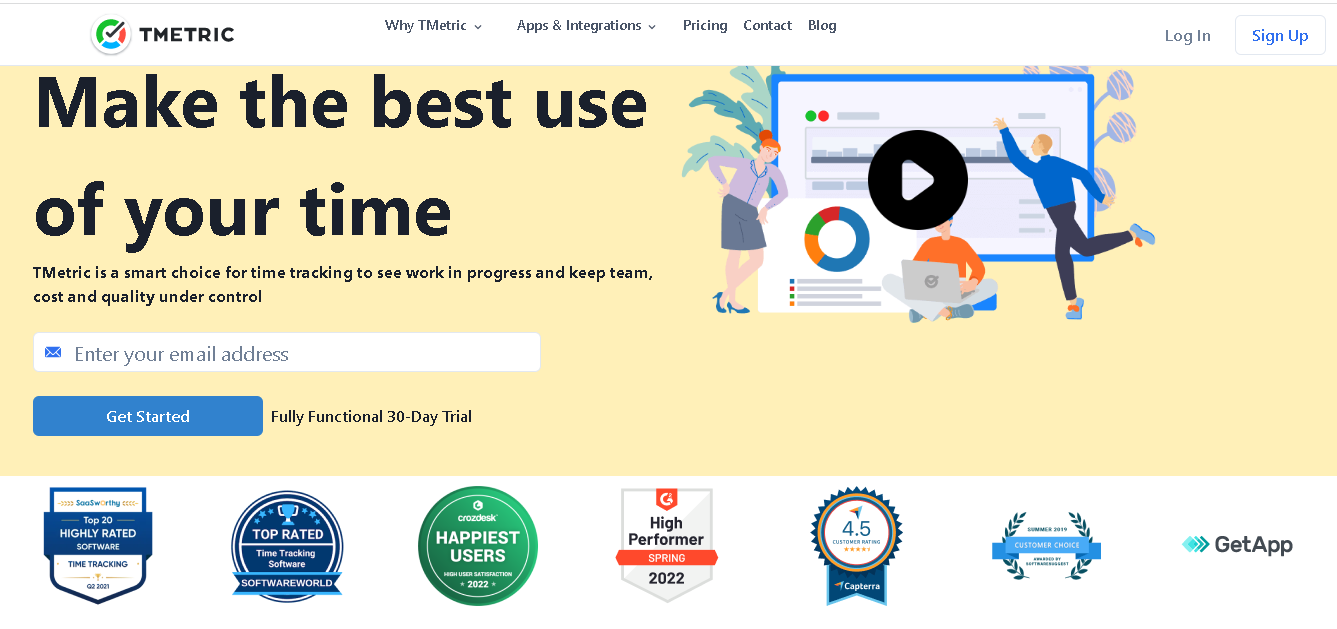 TMETRIC
Why TMetric
Apps & Integrations
Pricing
Contact
Blog
Log In
Sign Up
Make the best use
of your time
TMetric is a smart choice for time tracking to see work in progress and keep team,
cost and quality under control
Enter your email address
Get Started
Fully Functional 30-Day Trial
SaaSworthy
Top 20
HIGHLY RATED
SOFTWARE
TIME TRACKING
Q2 2021
TOP RATED
Time Tracking
Software
SOFTWAREWORLD
crozdesk
HAPPIEST
USERS
HIGH USER SATISFACTION
2022
High
Performer
SPRING
2022
4.5
CUSTOMER RATING
Capterra
SUMMER 2019
CUSTOMER CHOICE
AWARDED BY
SOFTWARESUGGEST
GetApp